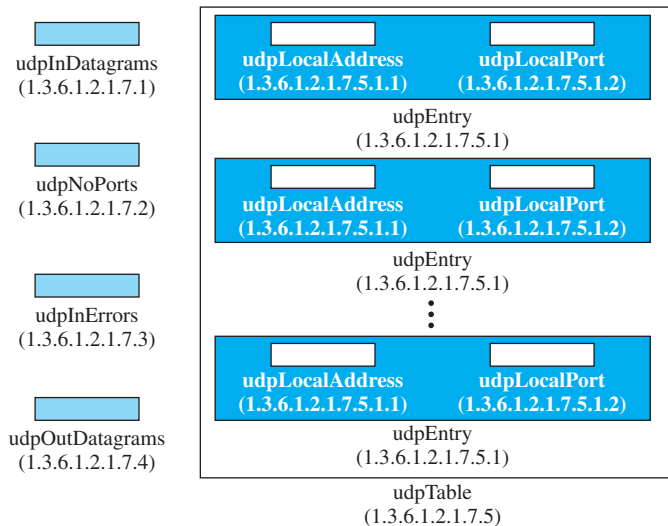 udpInDatagrams
(1.3.6.1.2.1.7.1)
udpNoPorts
(1.3.6.1.2.1.7.2)
udpInErrors
(1.3.6.1.2.1.7.3)
udpOutDatagrams
(1.3.6.1.2.1.7.4)
udpLocalAddress udpLocalPort
(1.3.6.1.2.1.7.5.1.1) (1.3.6.1.2.1.7.5.1.2)
udpEntry
(1.3.6.1.2.1.7.5.1)
udpLocalAddress udpLocalPort
(1.3.6.1.2.1.7.5.1.1) (1.3.6.1.2.1.7.5.1.2)
udpEntry
(1.3.6.1.2.1.7.5.1)
udpLocalAddress udpLocalPort
(1.3.6.1.2.1.7.5.1.1) (1.3.6.1.2.1.7.5.1.2)
udpEntry
(1.3.6.1.2.1.7.5.1)
udpTable
(1.3.6.1.2.1.7.5)